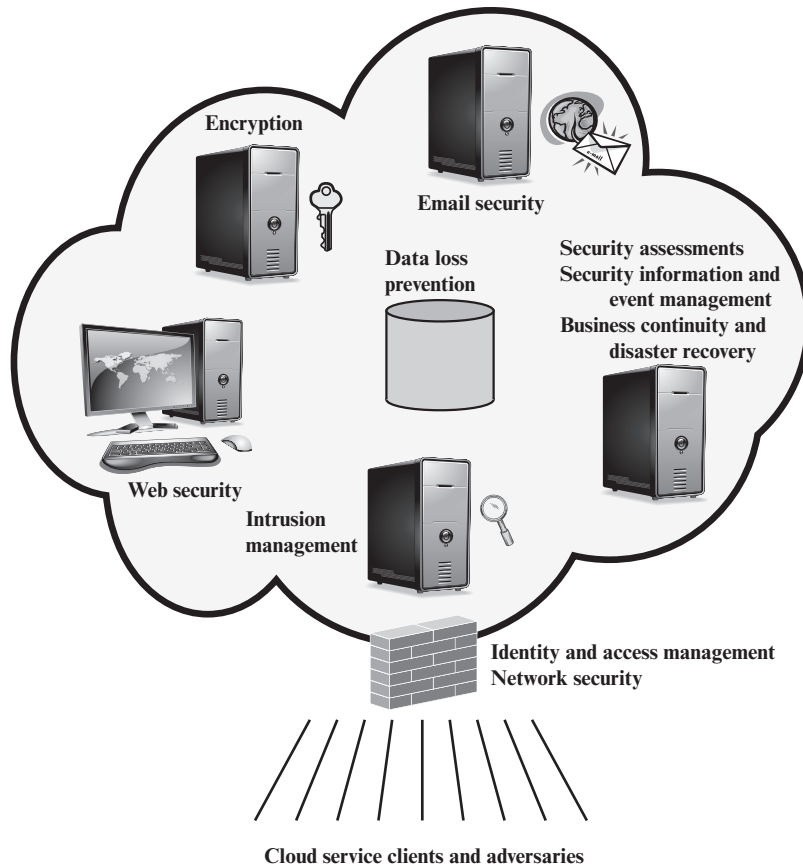 Encryption
e-mail
Email security
Data loss
prevention
Security assessments
Security information and
event management
Business continuity and
disaster recovery
Web security
Intrusion
management
Identity and access management
Network security
Cloud service clients and adversaries